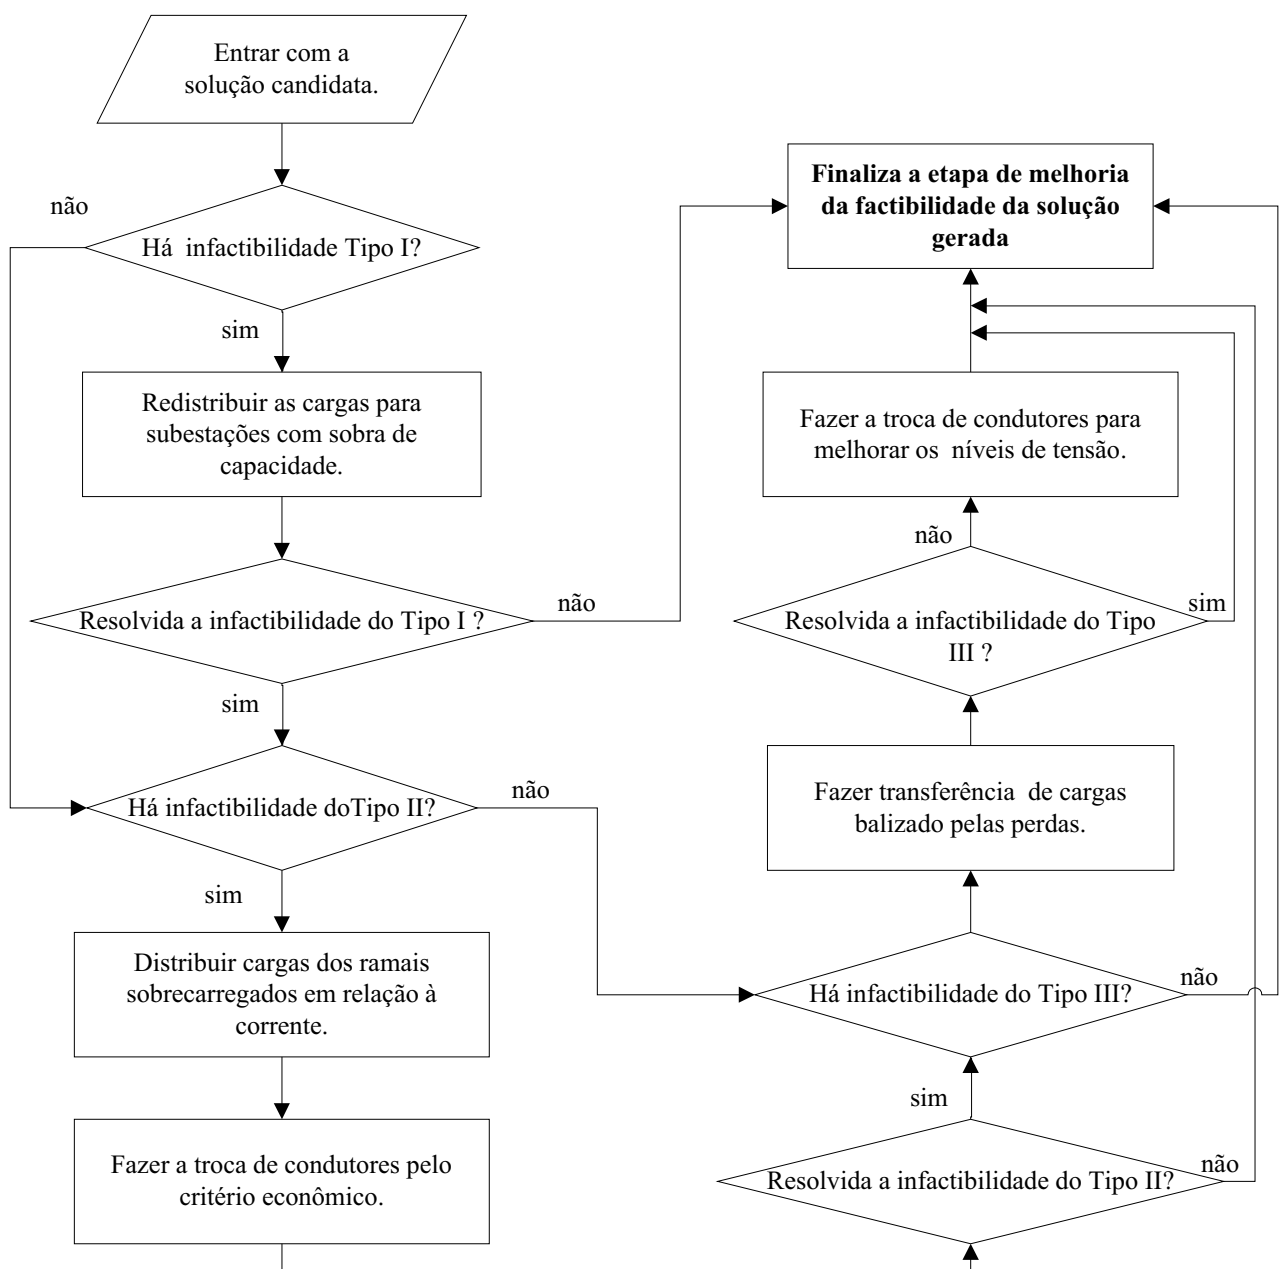 Entrar com a
solução candidata.
não
Há infactibilidade Tipo I?
sim
Redistribuir as cargas para
subestações com sobra de
capacidade.
Resolvida a infactibilidade do Tipo I ?
não
sim
Há infactibilidade doTipo II?
não
sim
Distribuir cargas dos ramais
sobrecarregados em relação à
corrente.
Fazer a troca de condutores pelo
critério econômico.
Finaliza a etapa de melhoria
da factibilidade da solução
gerada
Fazer a troca de condutores para
melhorar os níveis de tensão.
não
Resolvida a infactibilidade do Tipo
III ?
sim
Fazer transferência de cargas
balizado pelas perdas.
Há infactibilidade do Tipo III?
não
sim
Resolvida a infactibilidade do Tipo II?
não